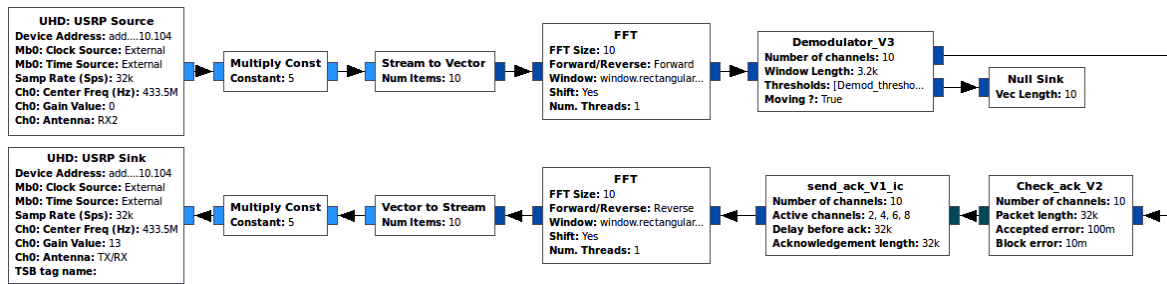 UHD: USRP Source
Device Address: add....10.104
Mb0: Clock Source: External
Mb0: Time Source: External
Samp Rate (Sps): 32k
Ch0: Center Freq (Hz): 433.5M
Ch0: Gain Value: 0
Ch0: Antenna: RX2
Multiply Const
Constant: 5
Stream to Vector
Num Items: 10
FFT
FFT Size: 10
Forward/Reverse: Forward
Window: window.rectangular...
Shift: Yes
Num. Threads: 1
Demodulator_V3
Number of channels: 10
Window Length: 3.2k
Thresholds: [Demod_thresho...
Moving ?: True
Null Sink
Vec Length: 10
UHD: USRP Sink
Device Address: add....10.104
Mb0: Clock Source: External
Mb0: Time Source: External
Samp Rate (Sps): 32k
Ch0: Center Freq (Hz): 433.5M
Ch0: Gain Value: 13
Ch0: Antenna: TX/RX
TSB tag name:
Multiply Const
Constant: 5
Vector to Stream
Num Items: 10
FFT
FFT Size: 10
Forward/Reverse: Reverse
Window: window.rectangular...
Shift: Yes
Num. Threads: 1
send_ack_V1_ic
Number of channels: 10
Active channels: 2, 4, 6, 8
Delay before ack: 32k
Acknowledgement length: 32k
Check_ack_V2
Number of channels: 10
Packet length: 32k
Accepted error: 100m
Block error: 10m